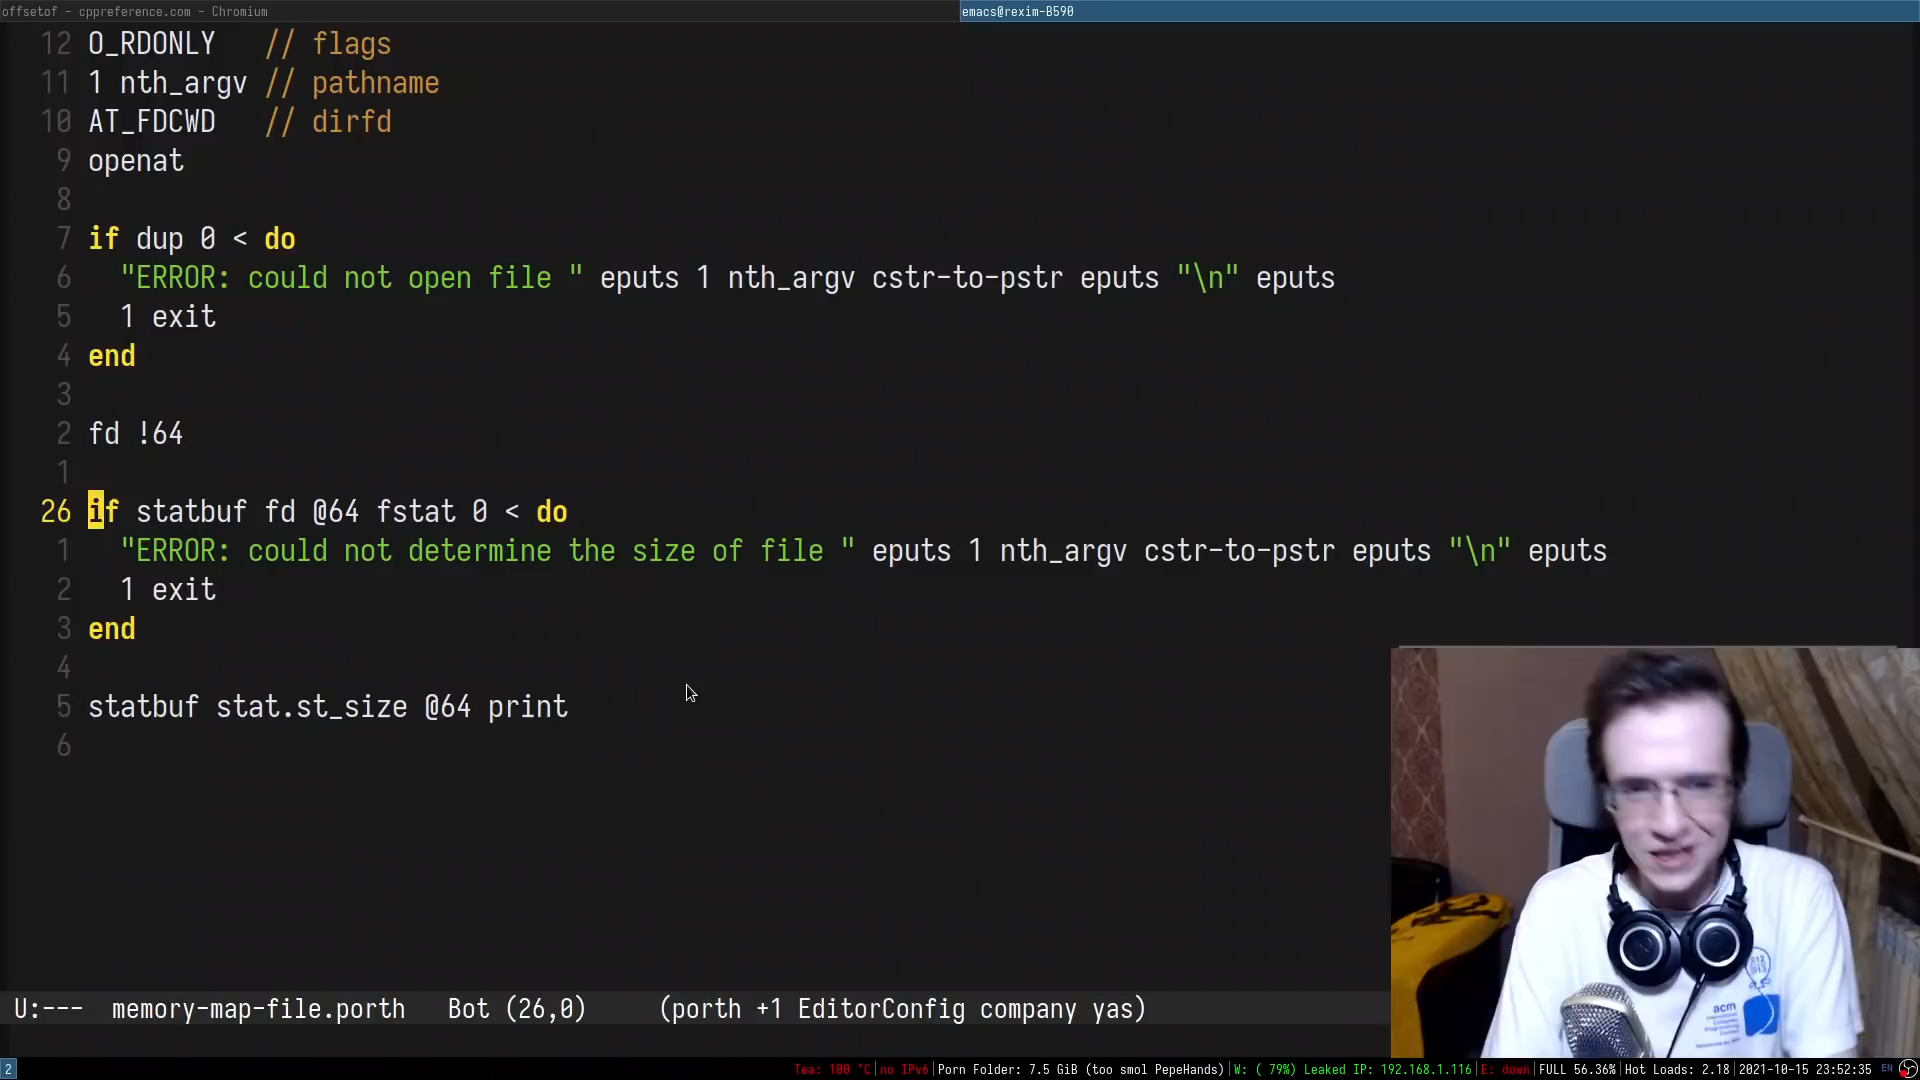 offsetof - cppreference.com - Chromium
emacs@rexim-B590
12 O_RDONLY // flags
11 1 nth_argv // pathname
10 AT_FDCWD // dirfd
9 openat
8
7 if dup 0 < do
6 "ERROR: could not open file " eputs 1 nth_argv cstr-to-pstr eputs "\n" eputs
5 1 exit
4 end
3
2 fd !64
1
26 if statbuf fd @64 fstat 0 < do
1 "ERROR: could not determine the size of file " eputs 1 nth_argv cstr-to-pstr eputs "\n" eputs
2 1 exit
3 end
4
5 statbuf stat.st_size @64 print
6
acm
U:--- memory-map-file.porth Bot (26,0) (porth +1 EditorConfig company yas)
2 Tea: 100 °C|no IPv6|Porn Folder: 7.5 GiB (too smol PepeHands)|W: ( 79%) Leaked IP: 192.168.1.116|E: down|FULL 56.36%|Hot Loads: 2.18|2021-10-15 23:52:35 EN